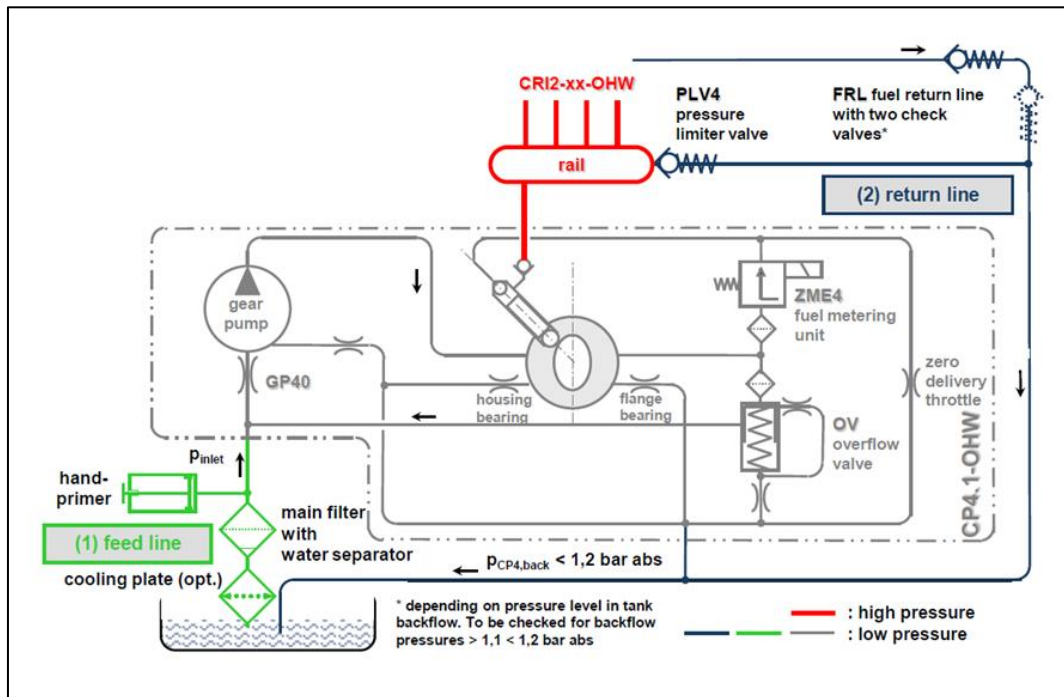 CRI2-xx-OHW
PLV4
pressure
limiter valve
FRL fuel return line
with two check
valves*
rail
(2) return line
gear
pump
ZME4
fuel metering
unit
GP40
housing
bearing
flange
bearing
zero
delivery
throttle
OV
overflow
valve
CP4.1-OHW
pinlet
hand-
primer
main filter
with
water separator
(1) feed line
cooling plate (opt.)
pCP4,back < 1,2 bar abs
* depending on pressure level in tank
backflow. To be checked for backflow
pressures > 1,1 < 1,2 bar abs
: high pressure
: low pressure